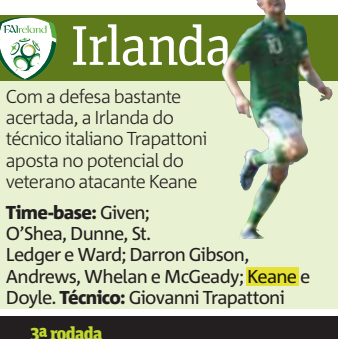 FAIreland
Irlanda
10
Com a defesa bastante
acertada, a Irlanda do
técnico italiano Trapattoni
aposta no potencial do
veterano atacante Keane
Time-base: Given;
O’Shea, Dunne, St.
Ledger e Ward; Darron Gibson,
Andrews, Whelan e McGeady; Keane e
Doyle. Técnico: Giovanni Trapattoni
3ª rodada